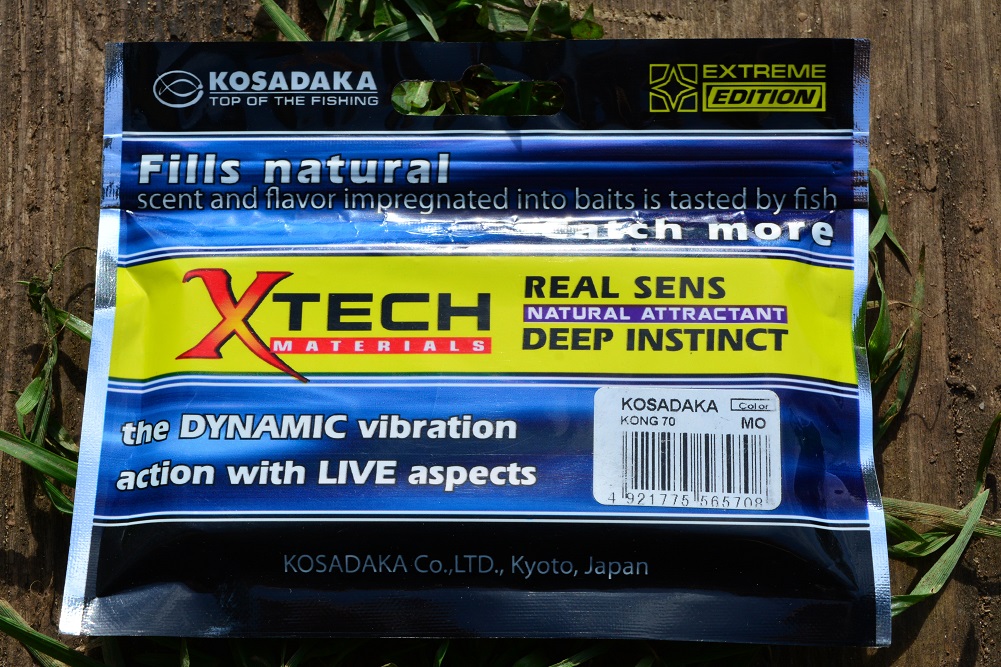 KOSADAKA
TOP OF THE FISHING
EXTREME
EDITION
Fills natural
scent and flavor impregnated into baits is tasted by fish
catch more
XTECH
MATERIALS
REAL SENS
NATURAL ATTRACTANT
DEEP INSTINCT
the DYNAMIC vibration
action with LIVE aspects
KOSADAKA Color
KONG 70 MO
4 921775 565708
KOSADAKA Co.,LTD., Kyoto, Japan